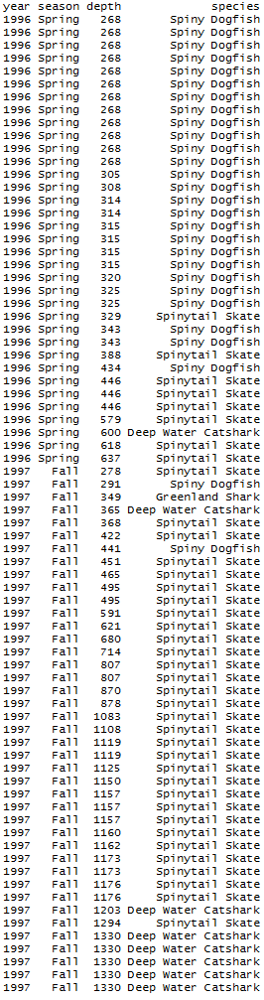 year season depth species
1996 Spring 268 Spiny Dogfish
1996 Spring 268 Spiny Dogfish
1996 Spring 268 Spiny Dogfish
1996 Spring 268 Spiny Dogfish
1996 Spring 268 Spiny Dogfish
1996 Spring 268 Spiny Dogfish
1996 Spring 268 Spiny Dogfish
1996 Spring 268 Spiny Dogfish
1996 Spring 268 Spiny Dogfish
1996 Spring 268 Spiny Dogfish
1996 Spring 268 Spiny Dogfish
1996 Spring 268 Spiny Dogfish
1996 Spring 305 Spiny Dogfish
1996 Spring 308 Spiny Dogfish
1996 Spring 314 Spiny Dogfish
1996 Spring 314 Spiny Dogfish
1996 Spring 315 Spiny Dogfish
1996 Spring 315 Spiny Dogfish
1996 Spring 315 Spiny Dogfish
1996 Spring 315 Spiny Dogfish
1996 Spring 320 Spiny Dogfish
1996 Spring 325 Spiny Dogfish
1996 Spring 325 Spiny Dogfish
1996 Spring 329 Spinytail Skate
1996 Spring 343 Spiny Dogfish
1996 Spring 343 Spiny Dogfish
1996 Spring 388 Spinytail Skate
1996 Spring 434 Spiny Dogfish
1996 Spring 446 Spinytail Skate
1996 Spring 446 Spinytail Skate
1996 Spring 446 Spinytail Skate
1996 Spring 579 Spinytail Skate
1996 Spring 600 Deep Water Catshark
1996 Spring 618 Spinytail Skate
1996 Spring 637 Spinytail Skate
1997 Fall 278 Spinytail Skate
1997 Fall 291 Spiny Dogfish
1997 Fall 349 Greenland Shark
1997 Fall 365 Deep Water Catshark
1997 Fall 368 Spinytail Skate
1997 Fall 422 Spinytail Skate
1997 Fall 441 Spiny Dogfish
1997 Fall 451 Spinytail Skate
1997 Fall 465 Spinytail Skate
1997 Fall 495 Spinytail Skate
1997 Fall 495 Spinytail Skate
1997 Fall 591 Spinytail Skate
1997 Fall 621 Spinytail Skate
1997 Fall 680 Spinytail Skate
1997 Fall 714 Spinytail Skate
1997 Fall 807 Spinytail Skate
1997 Fall 807 Spinytail Skate
1997 Fall 870 Spinytail Skate
1997 Fall 878 Spinytail Skate
1997 Fall 1083 Spinytail Skate
1997 Fall 1108 Spinytail Skate
1997 Fall 1119 Spinytail Skate
1997 Fall 1119 Spinytail Skate
1997 Fall 1125 Spinytail Skate
1997 Fall 1150 Spinytail Skate
1997 Fall 1157 Spinytail Skate
1997 Fall 1157 Spinytail Skate
1997 Fall 1157 Spinytail Skate
1997 Fall 1160 Spinytail Skate
1997 Fall 1162 Spinytail Skate
1997 Fall 1173 Spinytail Skate
1997 Fall 1173 Spinytail Skate
1997 Fall 1176 Spinytail Skate
1997 Fall 1176 Spinytail Skate
1997 Fall 1203 Deep Water Catshark
1997 Fall 1294 Spinytail Skate
1997 Fall 1330 Deep Water Catshark
1997 Fall 1330 Deep Water Catshark
1997 Fall 1330 Deep Water Catshark
1997 Fall 1330 Deep Water Catshark
1997 Fall 1330 Deep Water Catshark